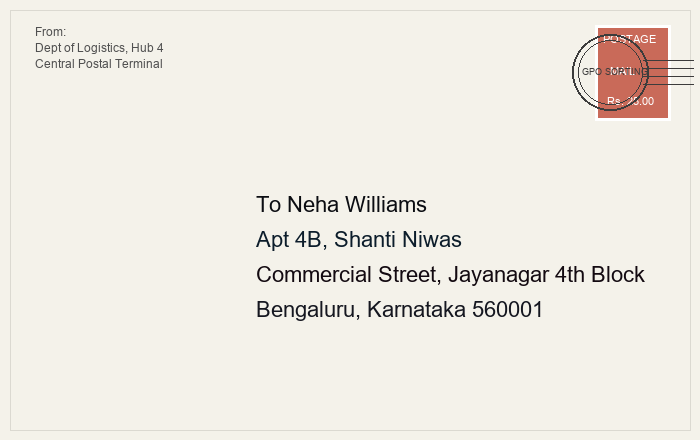 From:
Dept of Logistics, Hub 4
Central Postal Terminal
POSTAGE
GPO SORTING
Rs.
To Neha Williams
Apt 4B, Shanti Niwas
Commercial Street, Jayanagar 4th Block
Bengaluru, Karnataka 560001